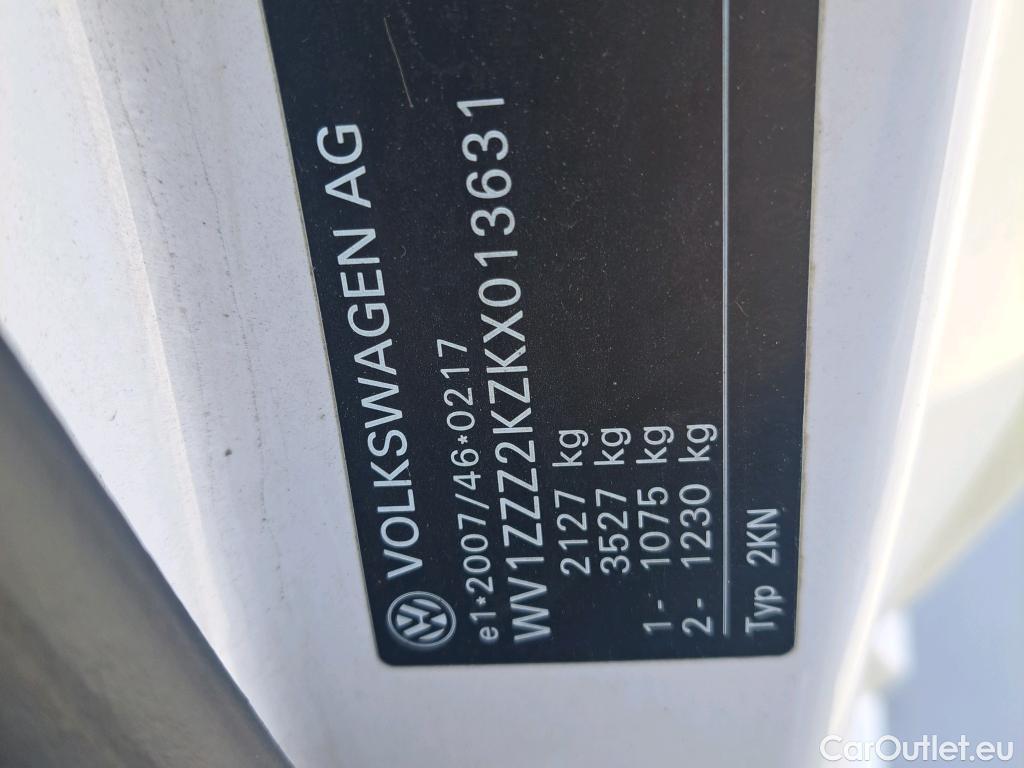 VOLKSWAGEN AG
e1*2007/46*0217
WV1ZZZ2KZKX013631
2127 kg
3527 kg
1- 1075 kg
2- 1230 kg
Typ 2KN
CarOutlet.eu